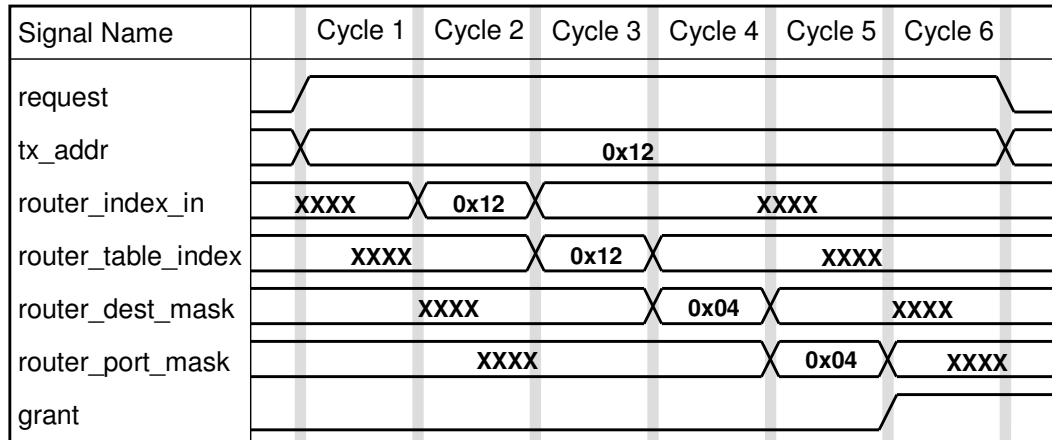 Signal Name Cycle 1 Cycle 2 Cycle 3 Cycle 4 Cycle 5 Cycle 6
request
tx_addr 0x12
router_index_in XXXX 0x12 XXXX
router_table_index XXXX 0x12 XXXX
router_dest_mask XXXX 0x04 XXXX
router_port_mask XXXX 0x04 XXXX
grant